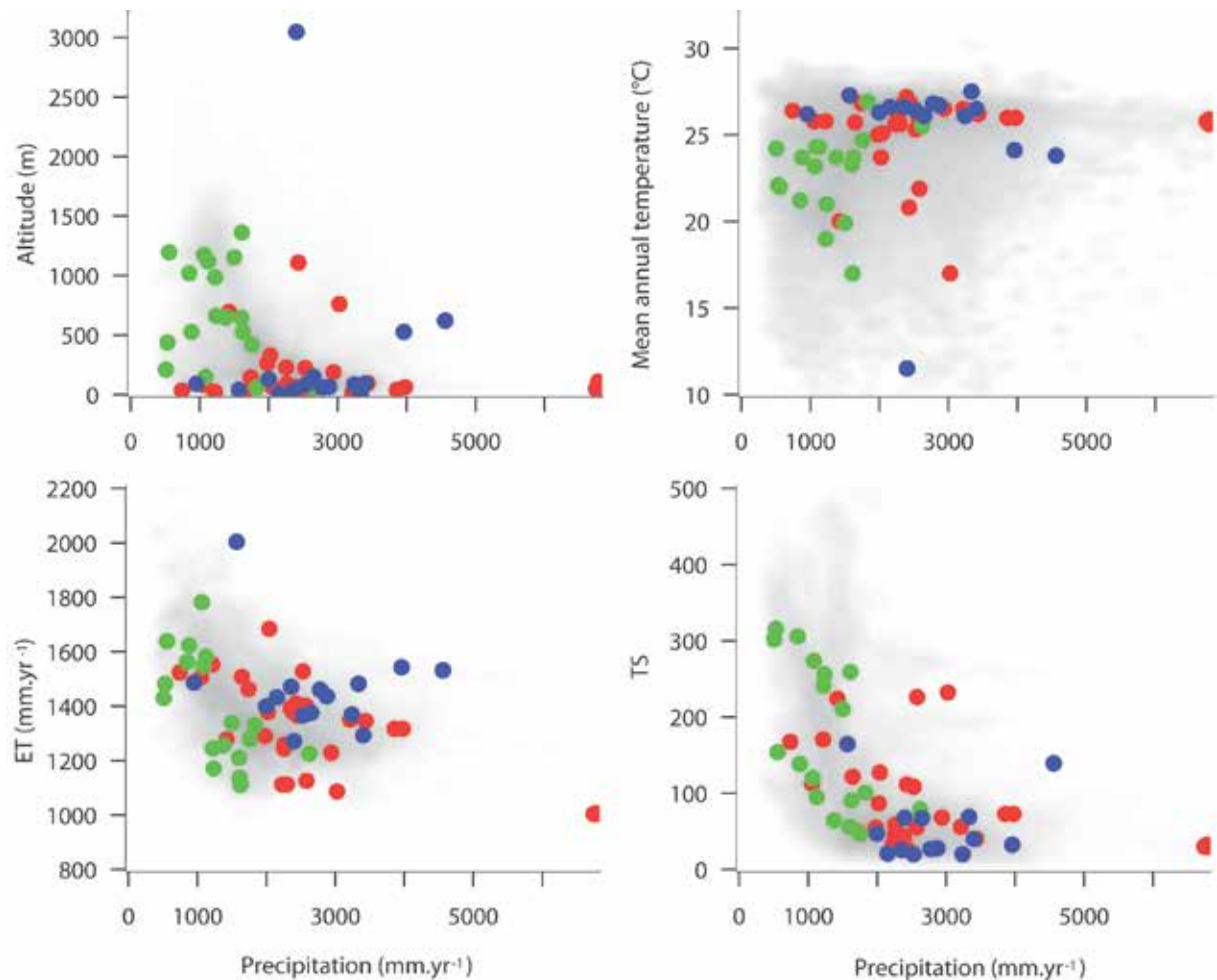 Altitude (m)
3000
2500
2000
1500
1000
500
0
0 1000 3000 5000
Mean annual temperature (°C)
30
25
20
15
10
0 1000 3000 5000
ET (mm.yr⁻¹)
2200
2000
1800
1600
1400
1200
1000
800
0 1000 3000 5000
Precipitation (mm.yr⁻¹)
TS
500
400
300
200
100
0
0 1000 3000 5000
Precipitation (mm.yr⁻¹)